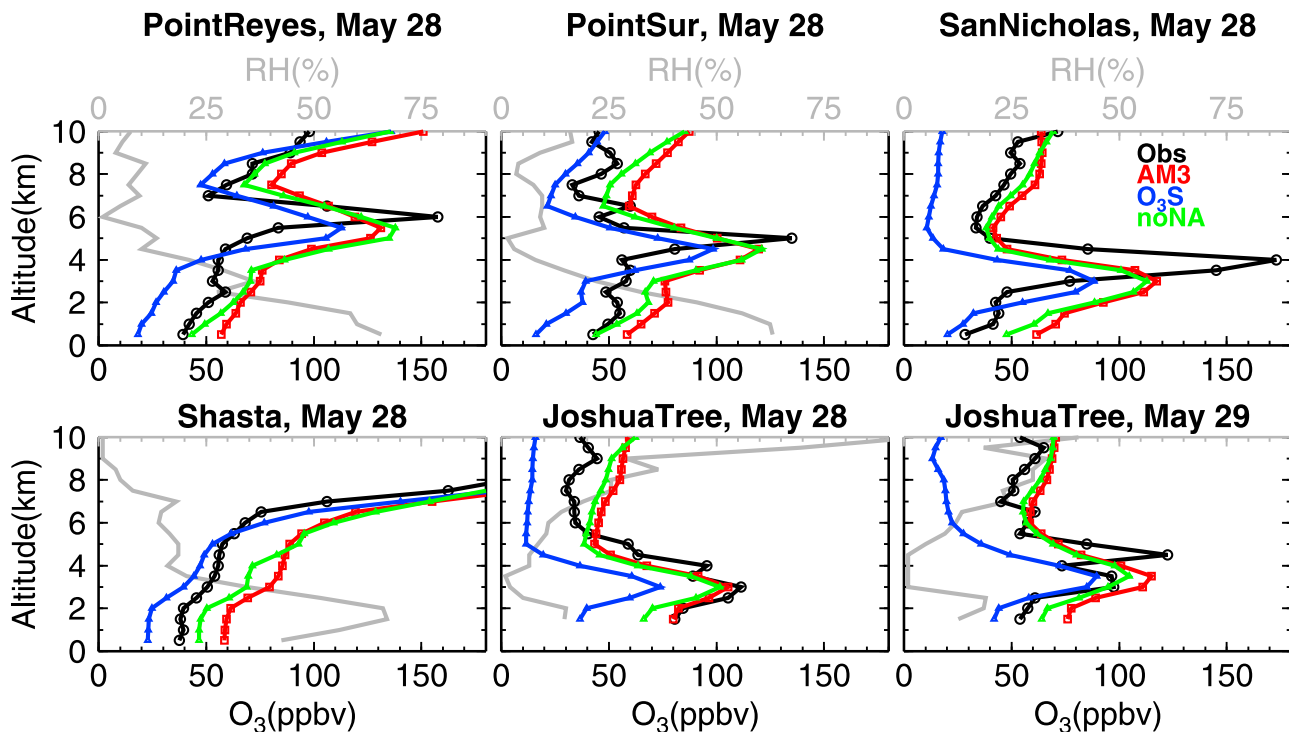 PointReyes, May 28 PointSur, May 28 SanNicholas, May 28
RH(%) RH(%) RH(%)
0 25 50 75 0 25 50 75 0 25 50 75
10
8
6
4
2
0
Altitude(km)
Obs
AM3
O₃S
noNA
50 100 150 50 100 150 0 50 100 150
Shasta, May 28 JoshuaTree, May 28 JoshuaTree, May 29
10
8
6
4
2
0
Altitude(km)
0 50 100 150 0 50 100 150 0 50 100 150
O₃(ppbv) O₃(ppbv) O₃(ppbv)